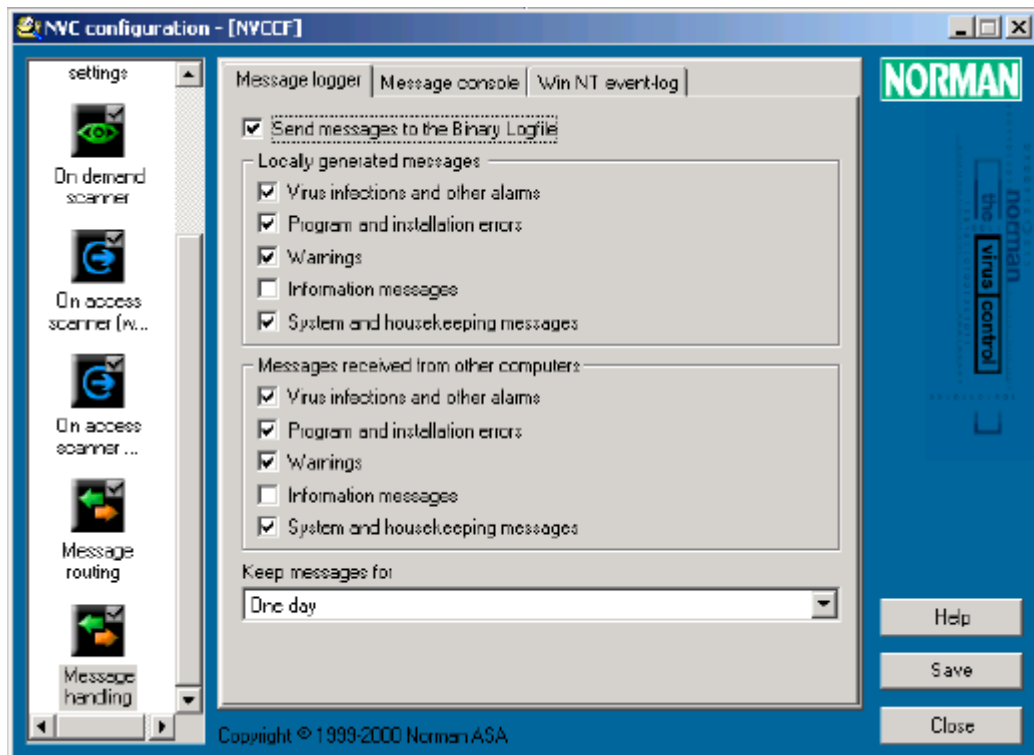 NVC configuration - [NVCCF]
settings
On demand
scanner
On access
scanner (w...
On access
scanner ...
Message
routing
Message
handling
Message logger
Message console
Win NT event-log
Send messages to the Binary Logfile
Locally generated messages
Virus infections and other alarms
Program and installation errors
Warnings
Information messages
System and housekeeping messages
Messages received from other computers
Virus infections and other alarms
Program and installation errors
Warnings
Information messages
System and housekeeping messages
Keep messages for
One day
Copyright © 1999-2000 Norman ASA
NORMAN
norman
the virus control
Help
Save
Close